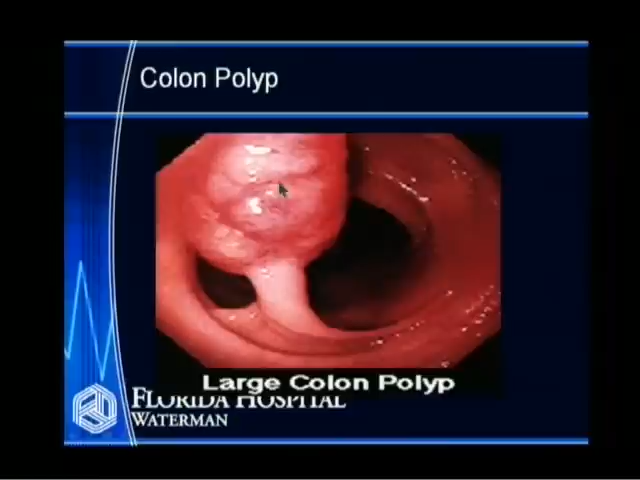 Colon Polyp
Large Colon Polyp
FLORIDA HOSPITAL
WATERMAN